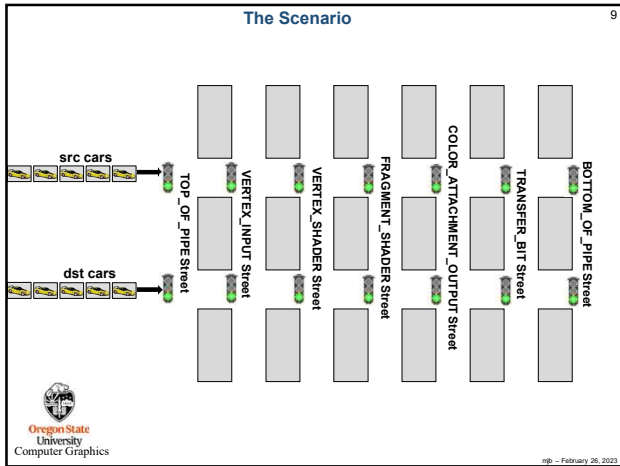 The Scenario
9
src cars
dst cars
TOP_OF_PIPE Street
VERTEX_INPUT Street
VERTEX_SHADER Street
FRAGMENT_SHADER Street
COLOR_ATTACHMENT_OUTPUT Street
TRANSFER_BIT Street
BOTTOM_OF_PIPE Street
Oregon State
University
Computer Graphics
mjb – February 26, 2023